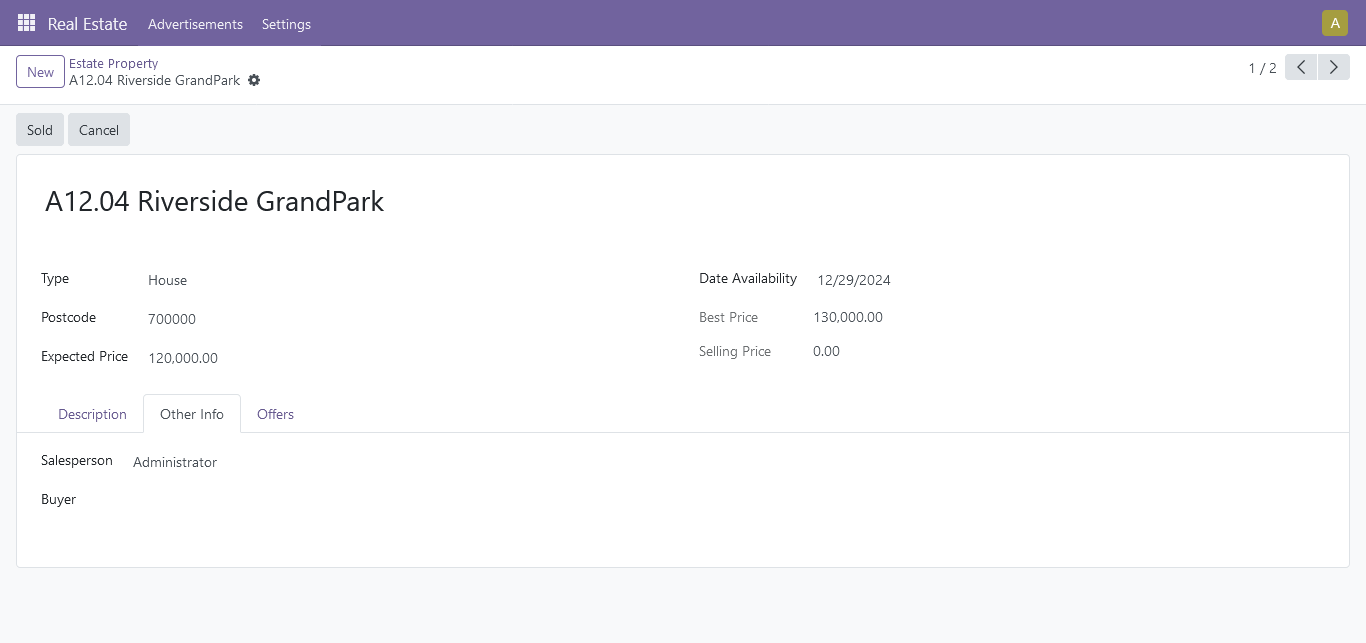 Real Estate Advertisements Settings A
New Estate Property
A12.04 Riverside GrandPark
1 / 2
Sold Cancel
A12.04 Riverside GrandPark
Type House
Postcode 700000
Expected Price 120,000.00
Date Availability 12/29/2024
Best Price 130,000.00
Selling Price 0.00
Description Other Info Offers
Salesperson Administrator
Buyer